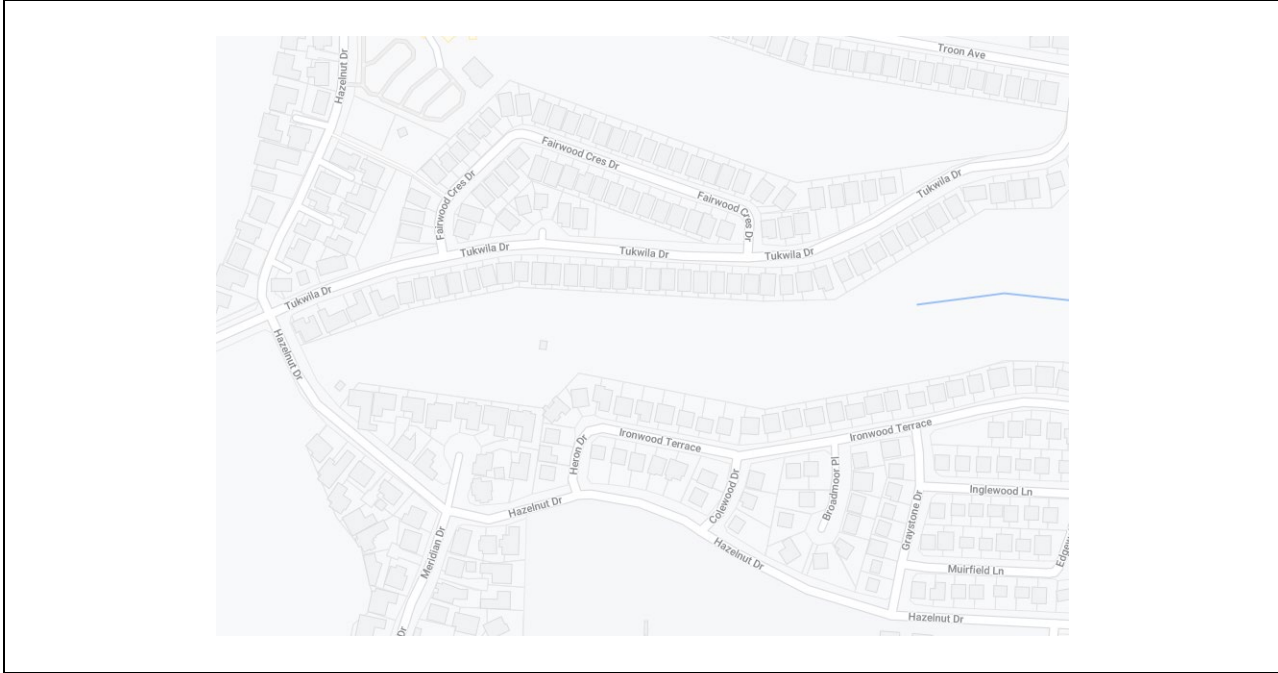 Troon Ave
Hazelnut Dr
Fairwood Cres Dr
Fairwood Cres Dr
Fairwood Cres Dr
Tukwila Dr
Tukwila Dr
Tukwila Dr
Tukwila Dr
Tukwila Dr
Hazelnut Dr
Ironwood Terrace
Ironwood Terrace
Heron Dr
Colewood Dr
Broadmoor Pl
Graystone Dr
Inglewood Ln
Hazelnut Dr
Hazelnut Dr
Meridian Dr
Muirfield Ln
Hazelnut Dr
Dr